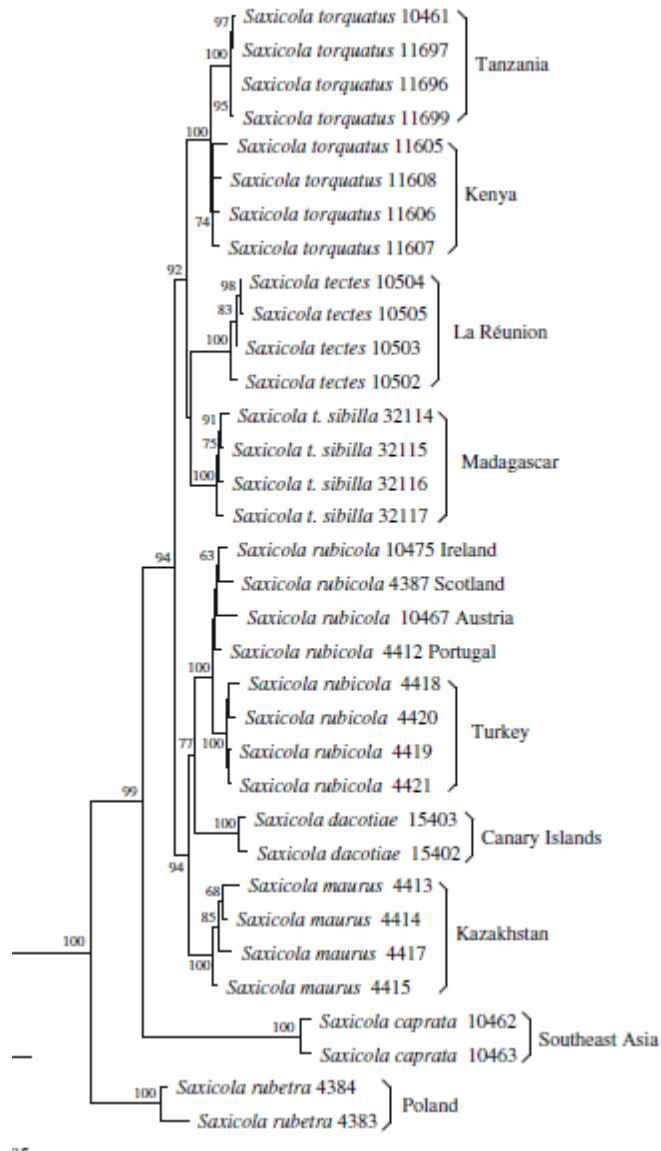 97 Saxicola torquatus 10461
Saxicola torquatus 11697
100
Tanzania
Saxicola torquatus 11696
95
Saxicola torquatus 11699
100
Saxicola torquatus 11605
Saxicola torquatus 11608
Kenya
Saxicola torquatus 11606
74
Saxicola torquatus 11607
92
98 Saxicola tectes 10504
83 Saxicola tectes 10505
La Réunion
100 Saxicola tectes 10503
Saxicola tectes 10502
91 Saxicola t. sibilla 32114
75 Saxicola t. sibilla 32115
Madagascar
100 Saxicola t. sibilla 32116
Saxicola t. sibilla 32117
63 Saxicola rubicola 10475 Ireland
94
Saxicola rubicola 4387 Scotland
Saxicola rubicola 10467 Austria
Saxicola rubicola 4412 Portugal
100
Saxicola rubicola 4418
Saxicola rubicola 4420
Turkey
77 100 Saxicola rubicola 4419
Saxicola rubicola 4421
99
100 Saxicola dacotiae 15403
Canary Islands
Saxicola dacotiae 15402
94
68 Saxicola maurus 4413
85 Saxicola maurus 4414
Kazakhstan
100
Saxicola maurus 4417
100
Saxicola maurus 4415
100 Saxicola caprata 10462
Southeast Asia
Saxicola caprata 10463
100 Saxicola rubetra 4384
Poland
Saxicola rubetra 4383